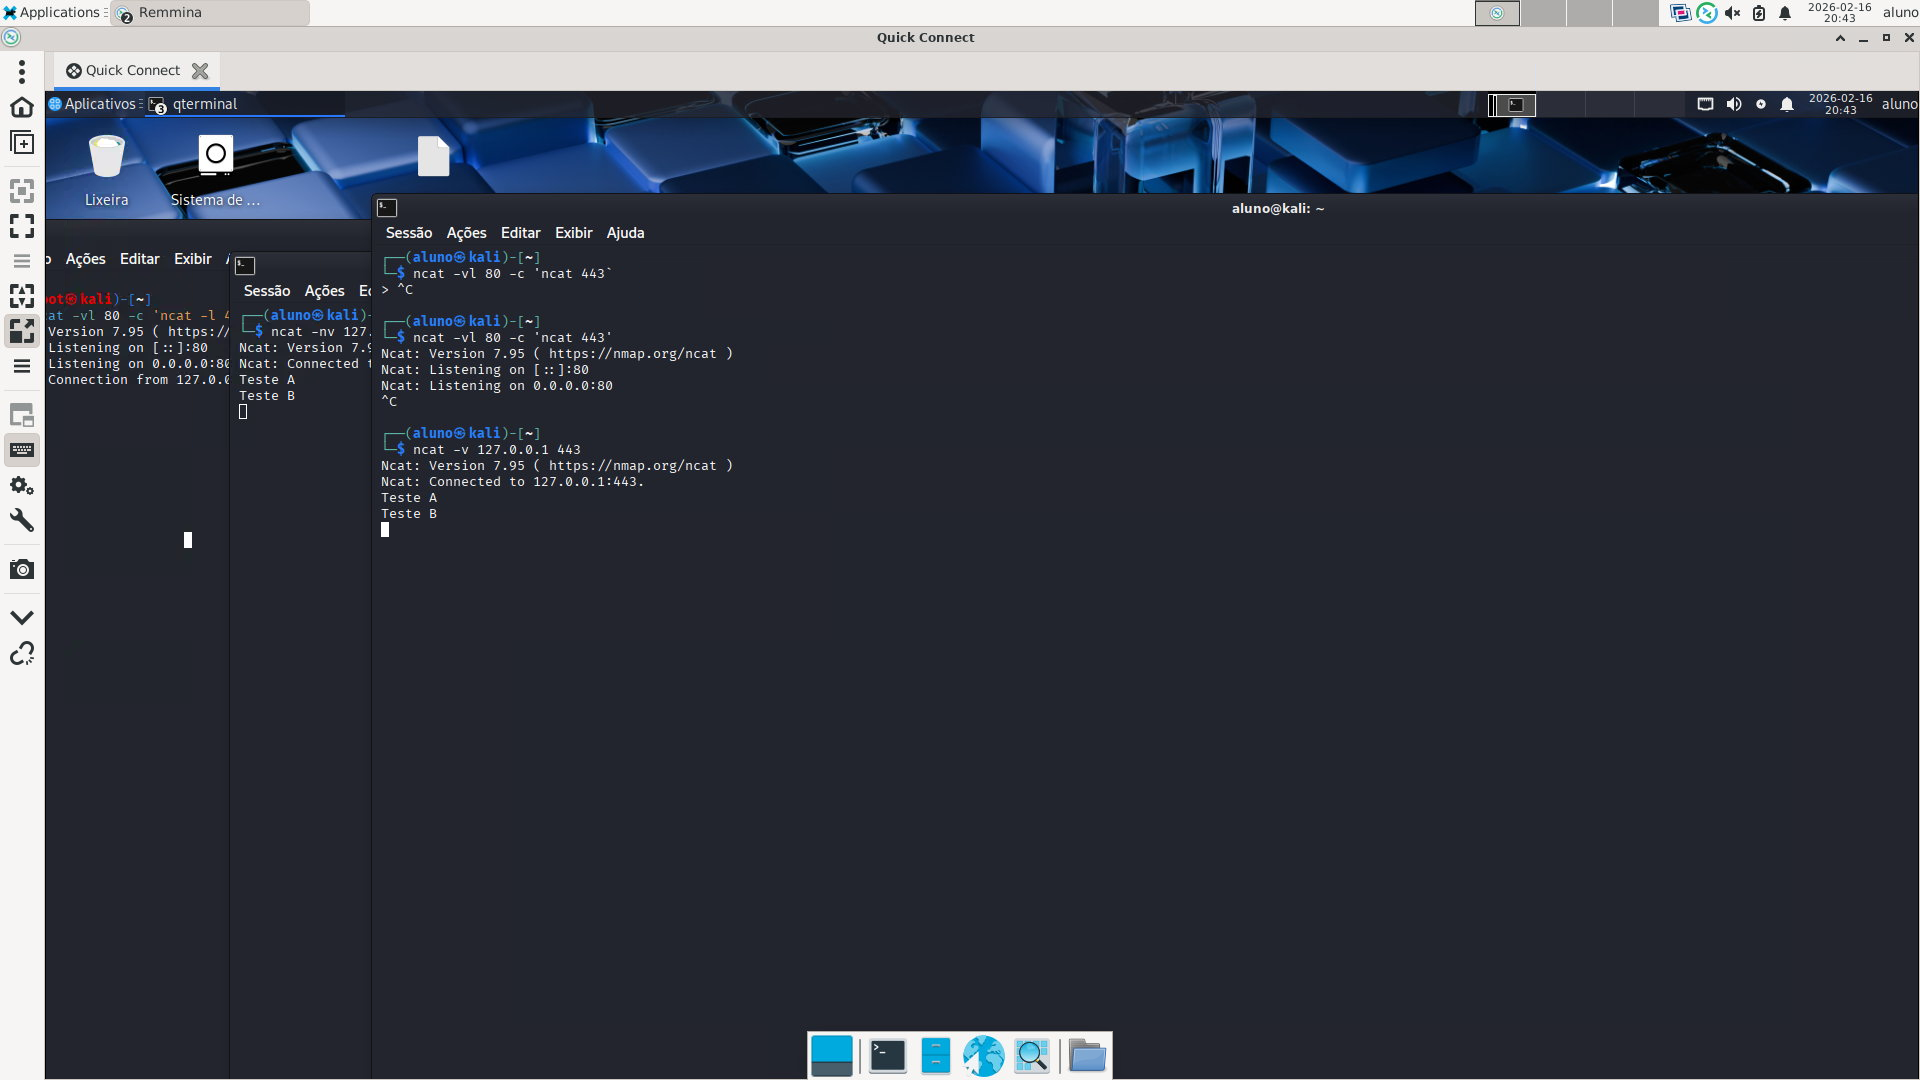 Applications
Remmina
2
2026-02-16
20:43
aluno
Quick Connect
Quick Connect
Aplicativos
3
qterminal
2026-02-16
20:43
aluno
Lixeira
Sistema de ...
Ações Editar Exibir
kali)-[~]
-vl 80 -c 'ncat -l
Version 7.95 ( https://
Listening on [::]:80
Listening on 0.0.0.0:80
Connection from
Sessão Ações
┌──(aluno㉿kali)-
└─$ ncat -nv 127.
Ncat: Version
Ncat: Connected
Teste A
Teste B
aluno@kali: ~
Sessão Ações Editar Exibir Ajuda
┌──(aluno㉿kali)-[~]
└─$ ncat -vl 80 -c 'ncat 443`
> ^C
┌──(aluno㉿kali)-[~]
└─$ ncat -vl 80 -c 'ncat 443'
Ncat: Version 7.95 ( https://nmap.org/ncat )
Ncat: Listening on [::]:80
Ncat: Listening on 0.0.0.0:80
^C
┌──(aluno㉿kali)-[~]
└─$ ncat -v 127.0.0.1 443
Ncat: Version 7.95 ( https://nmap.org/ncat )
Ncat: Connected to 127.0.0.1:443.
Teste A
Teste B